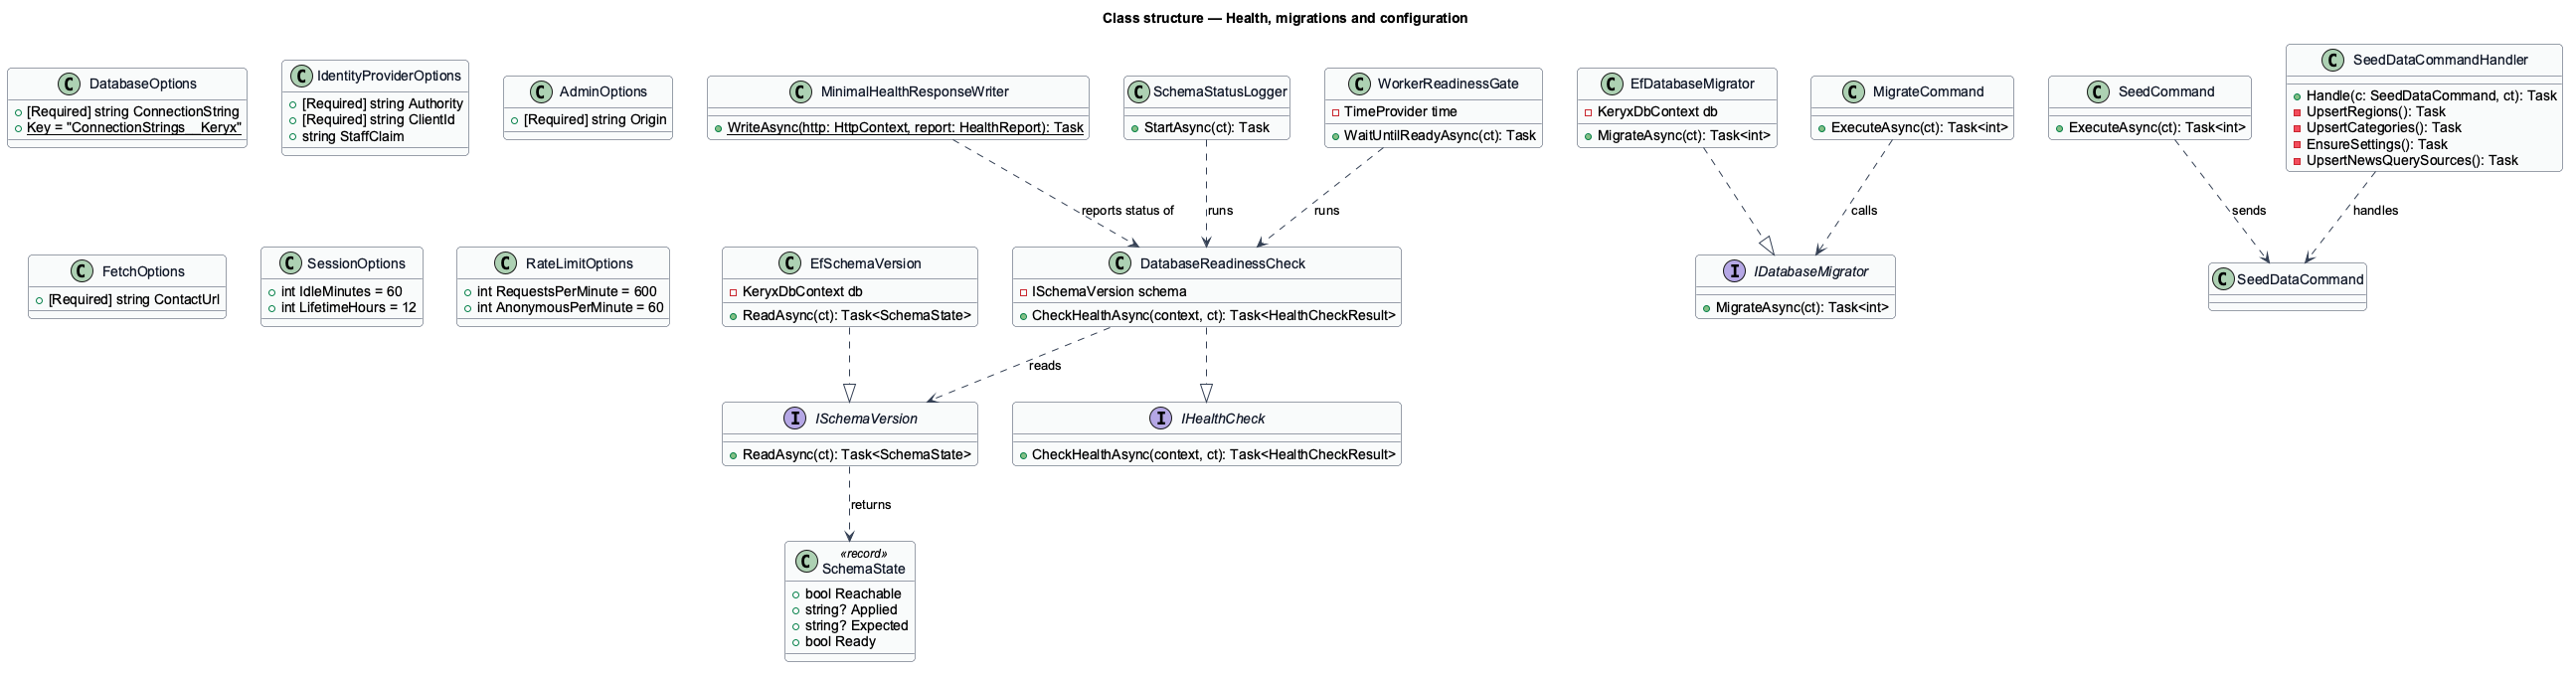 Class structure — Health, migrations and configuration
C DatabaseOptions
[Required] string ConnectionString
Key = "ConnectionStrings__Keryx"
C IdentityProviderOptions
[Required] string Authority
[Required] string ClientId
string StaffClaim
C AdminOptions
[Required] string Origin
C MinimalHealthResponseWriter
WriteAsync(http: HttpContext, report: HealthReport): Task
C SchemaStatusLogger
StartAsync(ct): Task
C WorkerReadinessGate
TimeProvider time
WaitUntilReadyAsync(ct): Task
C EfDatabaseMigrator
KeryxDbContext db
MigrateAsync(ct): Task<int>
C MigrateCommand
ExecuteAsync(ct): Task<int>
C SeedCommand
ExecuteAsync(ct): Task<int>
C SeedDataCommandHandler
Handle(c: SeedDataCommand, ct): Task
UpsertRegions(): Task
UpsertCategories(): Task
EnsureSettings(): Task
UpsertNewsQuerySources(): Task
reports status of
runs
runs
calls
sends
handles
C FetchOptions
[Required] string ContactUrl
C SessionOptions
int IdleMinutes = 60
int LifetimeHours = 12
C RateLimitOptions
int RequestsPerMinute = 600
int AnonymousPerMinute = 60
C EfSchemaVersion
KeryxDbContext db
ReadAsync(ct): Task<SchemaState>
C DatabaseReadinessCheck
ISchemaVersion schema
CheckHealthAsync(context, ct): Task<HealthCheckResult>
I IDatabaseMigrator
MigrateAsync(ct): Task<int>
C SeedDataCommand
reads
I ISchemaVersion
ReadAsync(ct): Task<SchemaState>
I IHealthCheck
CheckHealthAsync(context, ct): Task<HealthCheckResult>
returns
«record»
C SchemaState
bool Reachable
string? Applied
string? Expected
bool Ready